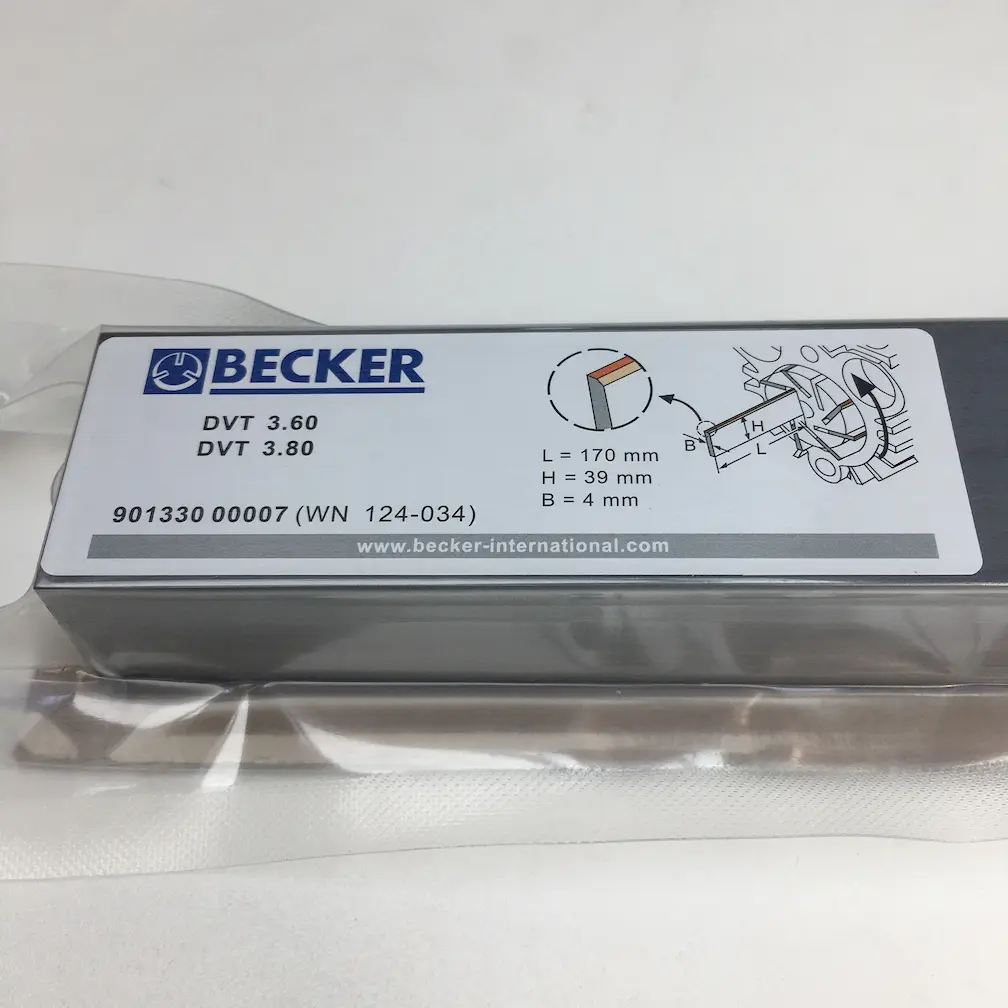 BECKER
DVT 3.60
DVT 3.80
L = 170 mm
H = 39 mm
B = 4 mm
B
H
L
901330 00007 (WN 124-034)
www.becker-international.com